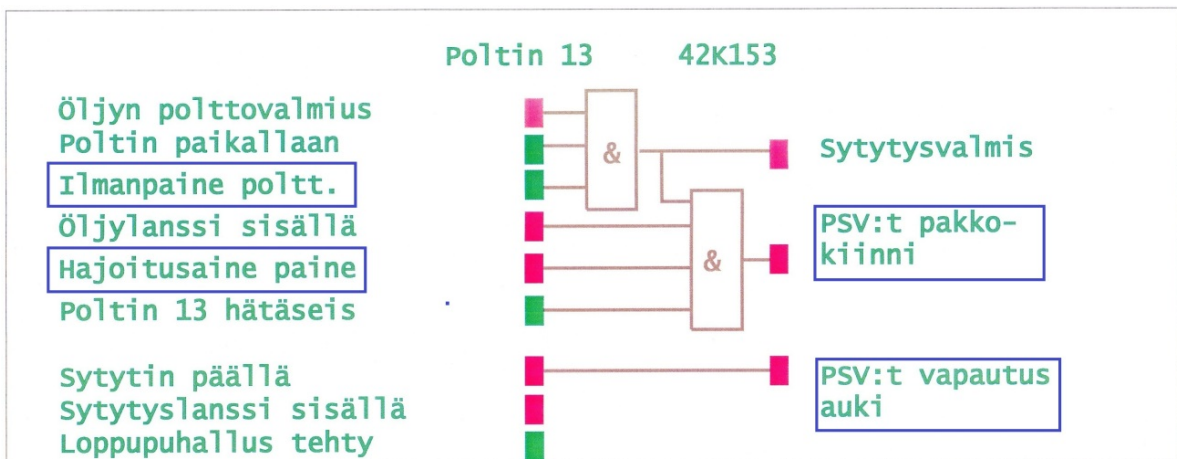 Poltin 13 42K153
Öljyn polttovalmius
Poltin paikallaan
Ilmanpaine poltt.
Öljylanssi sisällä
Hajoitusaine paine
Poltin 13 hätäseis
Sytytin päällä
Sytytyslanssi sisällä
Loppupuhallus tehty
&
&
Sytytysvalmis
PSV:t pakko-
kiinni
PSV:t vapautus
auki